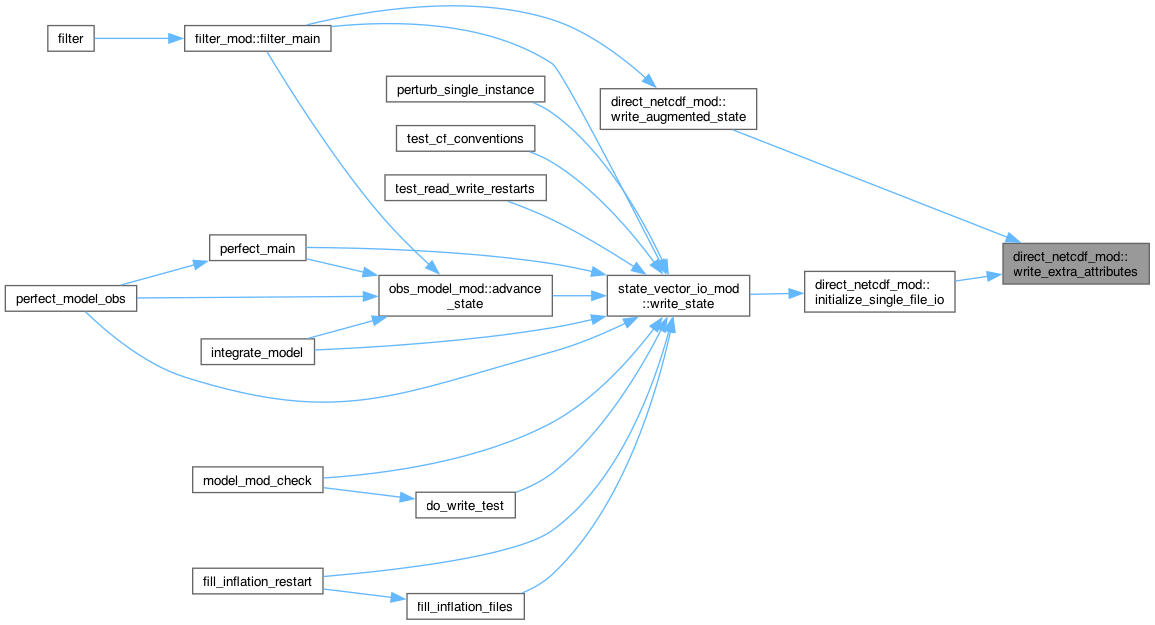 filter
filter_mod::filter_main
perturb_single_instance
direct_netcdf_mod::
write_augmented_state
test_cf_conventions
test_read_write_restarts
perfect_main
direct_netcdf_mod::
write_extra_attributes
perfect_model_obs
obs_model_mod::advance
_state
state_vector_io_mod
::write_state
direct_netcdf_mod::
initialize_single_file_io
integrate_model
model_mod_check
do_write_test
fill_inflation_restart
fill_inflation_files